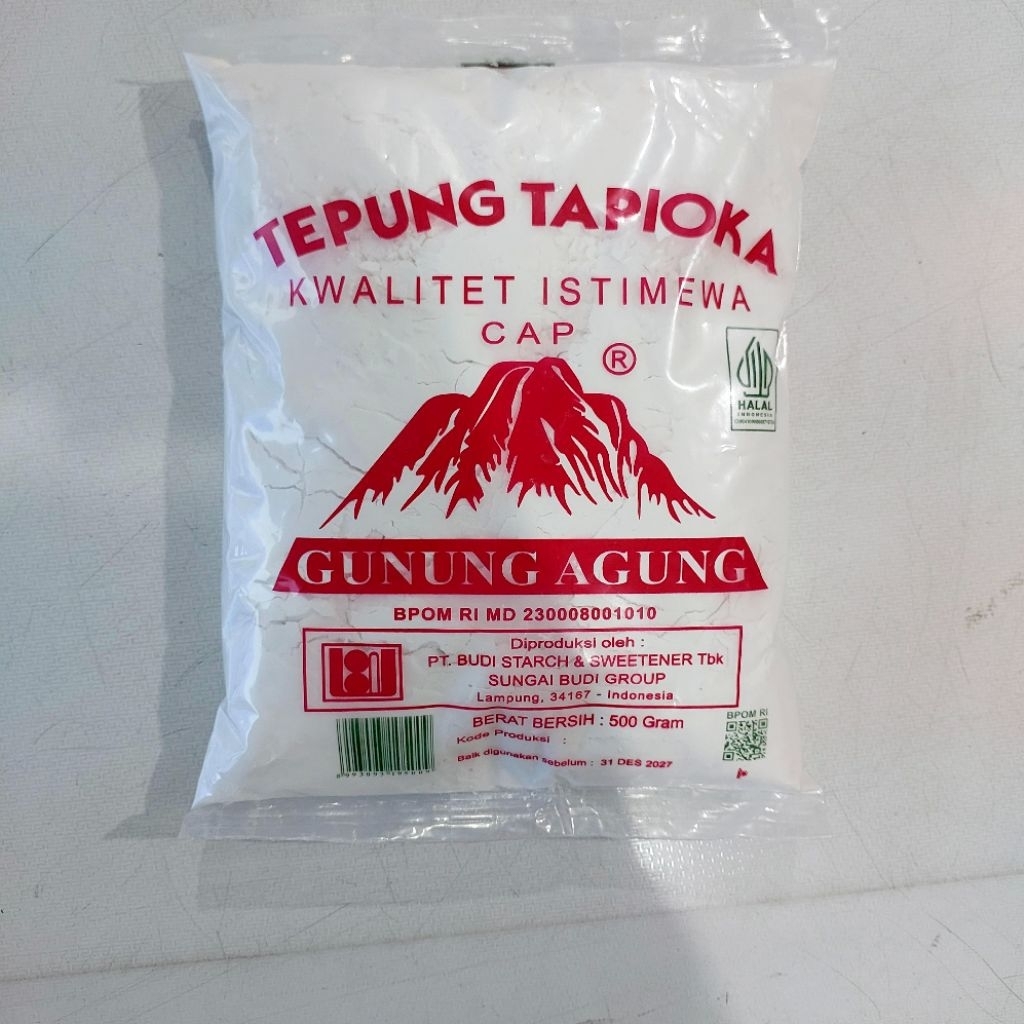 TEPUNG TAPIOKA
KWALITET ISTIMEWA
CAP
®
HALAL
INDONESIA
GUNUNG AGUNG
BPOM RI MD 230008001010
Diproduksi oleh :
PT. BUDI STARCH & SWEETENER Tbk
SUNGAI BUDI GROUP
Lampung, 34167 - Indonesia
BERAT BERSIH : 500 Gram
Kode Produksi :
Baik digunakan sebelum : 31 DES 2027
BPOM RI